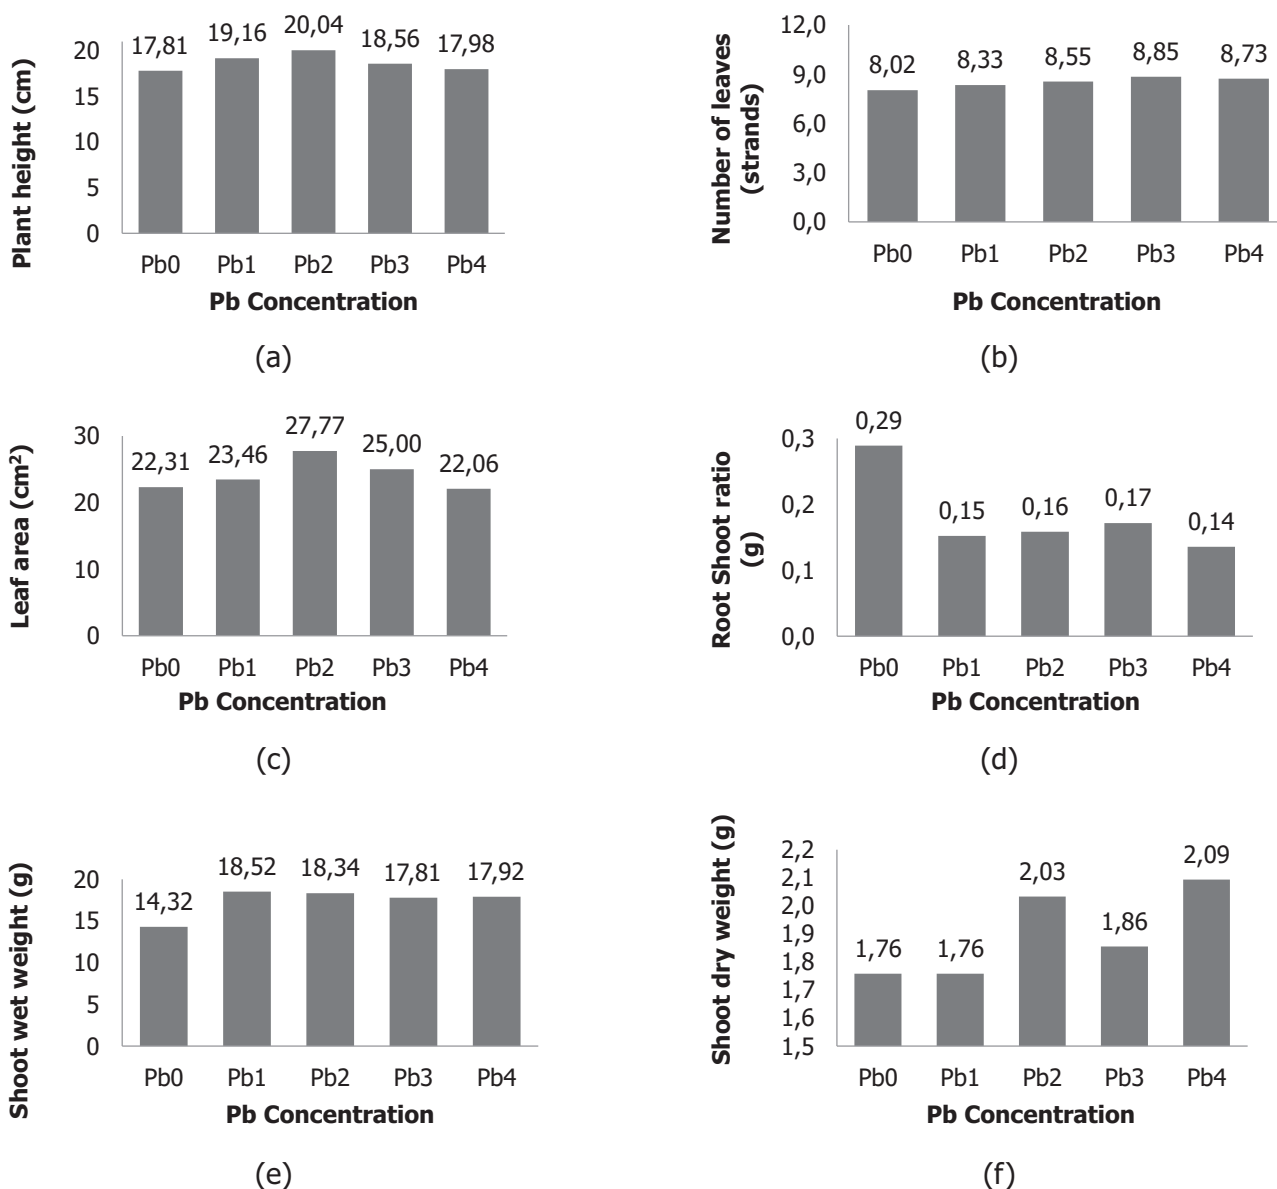 Plant height (cm)
20
15
10
5
0
17,81
19,16
20,04
18,56
17,98
Pb0 Pb1 Pb2 Pb3 Pb4
Pb Concentration
(a)
Number of leaves
(strands)
12,0
9,0
6,0
3,0
0,0
8,02
8,33
8,55
8,85
8,73
Pb0 Pb1 Pb2 Pb3 Pb4
Pb Concentration
(b)
Leaf area (cm²)
30
20
10
0
22,31
23,46
27,77
25,00
22,06
Pb0 Pb1 Pb2 Pb3 Pb4
Pb Concentration
(c)
Root Shoot ratio
(g)
0,3
0,2
0,1
0,0
0,29
0,15
0,16
0,17
0,14
Pb0 Pb1 Pb2 Pb3 Pb4
Pb Concentration
(d)
Shoot wet weight (g)
20
15
10
5
0
14,32
18,52
18,34
17,81
17,92
Pb0 Pb1 Pb2 Pb3 Pb4
Pb Concentration
(e)
Shoot dry weight (g)
2,2
2,1
2,0
1,9
1,8
1,7
1,6
1,5
1,76
1,76
2,03
1,86
2,09
Pb0 Pb1 Pb2 Pb3 Pb4
Pb Concentration
(f)